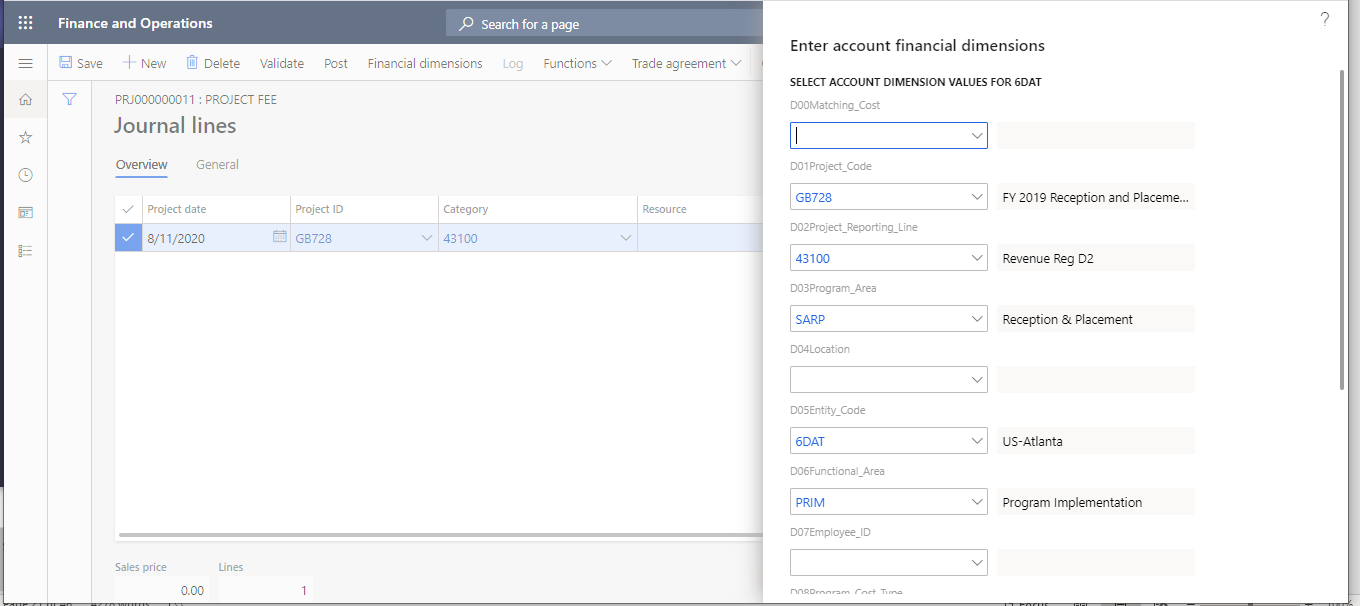 Finance and Operations
Search for a page
?
Save
New
Delete
Validate
Post
Financial dimensions
Log
Functions
Trade agreement
PRJ000000011 : PROJECT FEE
Journal lines
Overview
General
Project date
Project ID
Category
Resource
8/11/2020
GB728
43100
Sales price
Lines
0.00
1
Enter account financial dimensions
SELECT ACCOUNT DIMENSION VALUES FOR 6DAT
D00Matching_Cost
D01Project_Code
GB728
FY 2019 Reception and Placeme...
D02Project_Reporting_Line
43100
Revenue Reg D2
D03Program_Area
SARP
Reception & Placement
D04Location
D05Entity_Code
6DAT
US-Atlanta
D06Functional_Area
PRIM
Program Implementation
D07Employee_ID
D08Program_Cost_Type